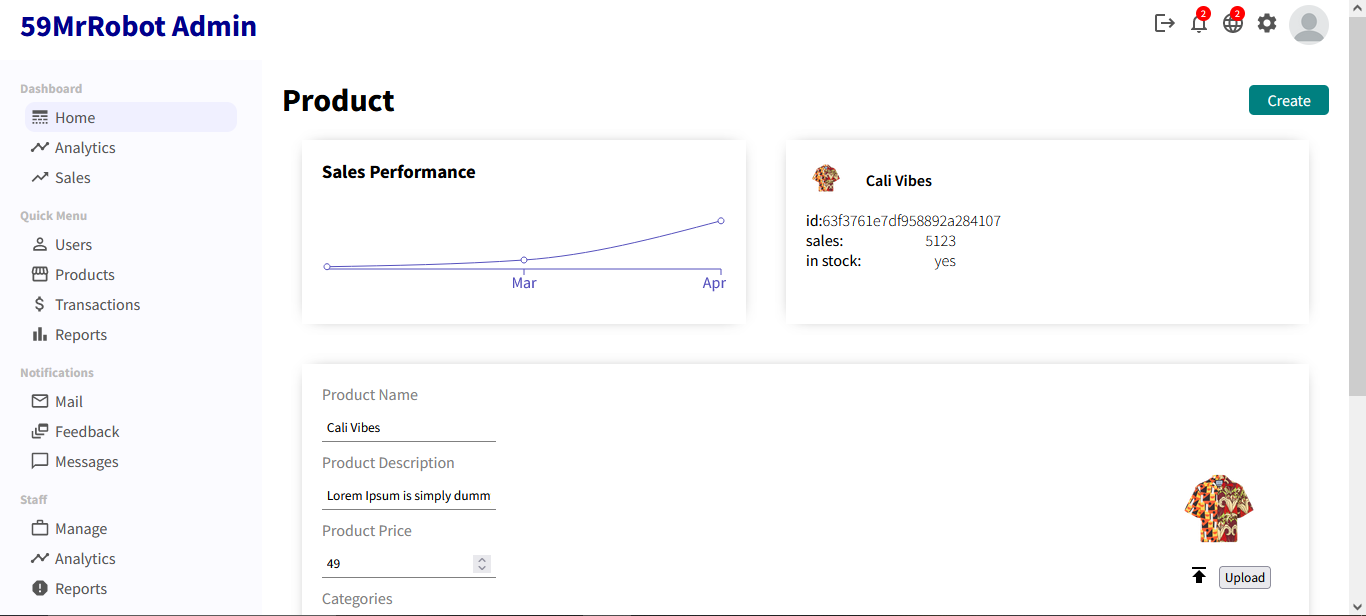 59MrRobot Admin
2
2
Dashboard
Home
Analytics
Sales
Quick Menu
Users
Products
Transactions
Reports
Notifications
Mail
Feedback
Messages
Staff
Manage
Analytics
Reports
Product
Create
Sales Performance
Mar
Apr
Cali Vibes
id:63f3761e7df958892a284107
sales: 5123
in stock: yes
Product Name
Cali Vibes
Product Description
Lorem Ipsum is simply dumm
Product Price
49
Categories
Upload